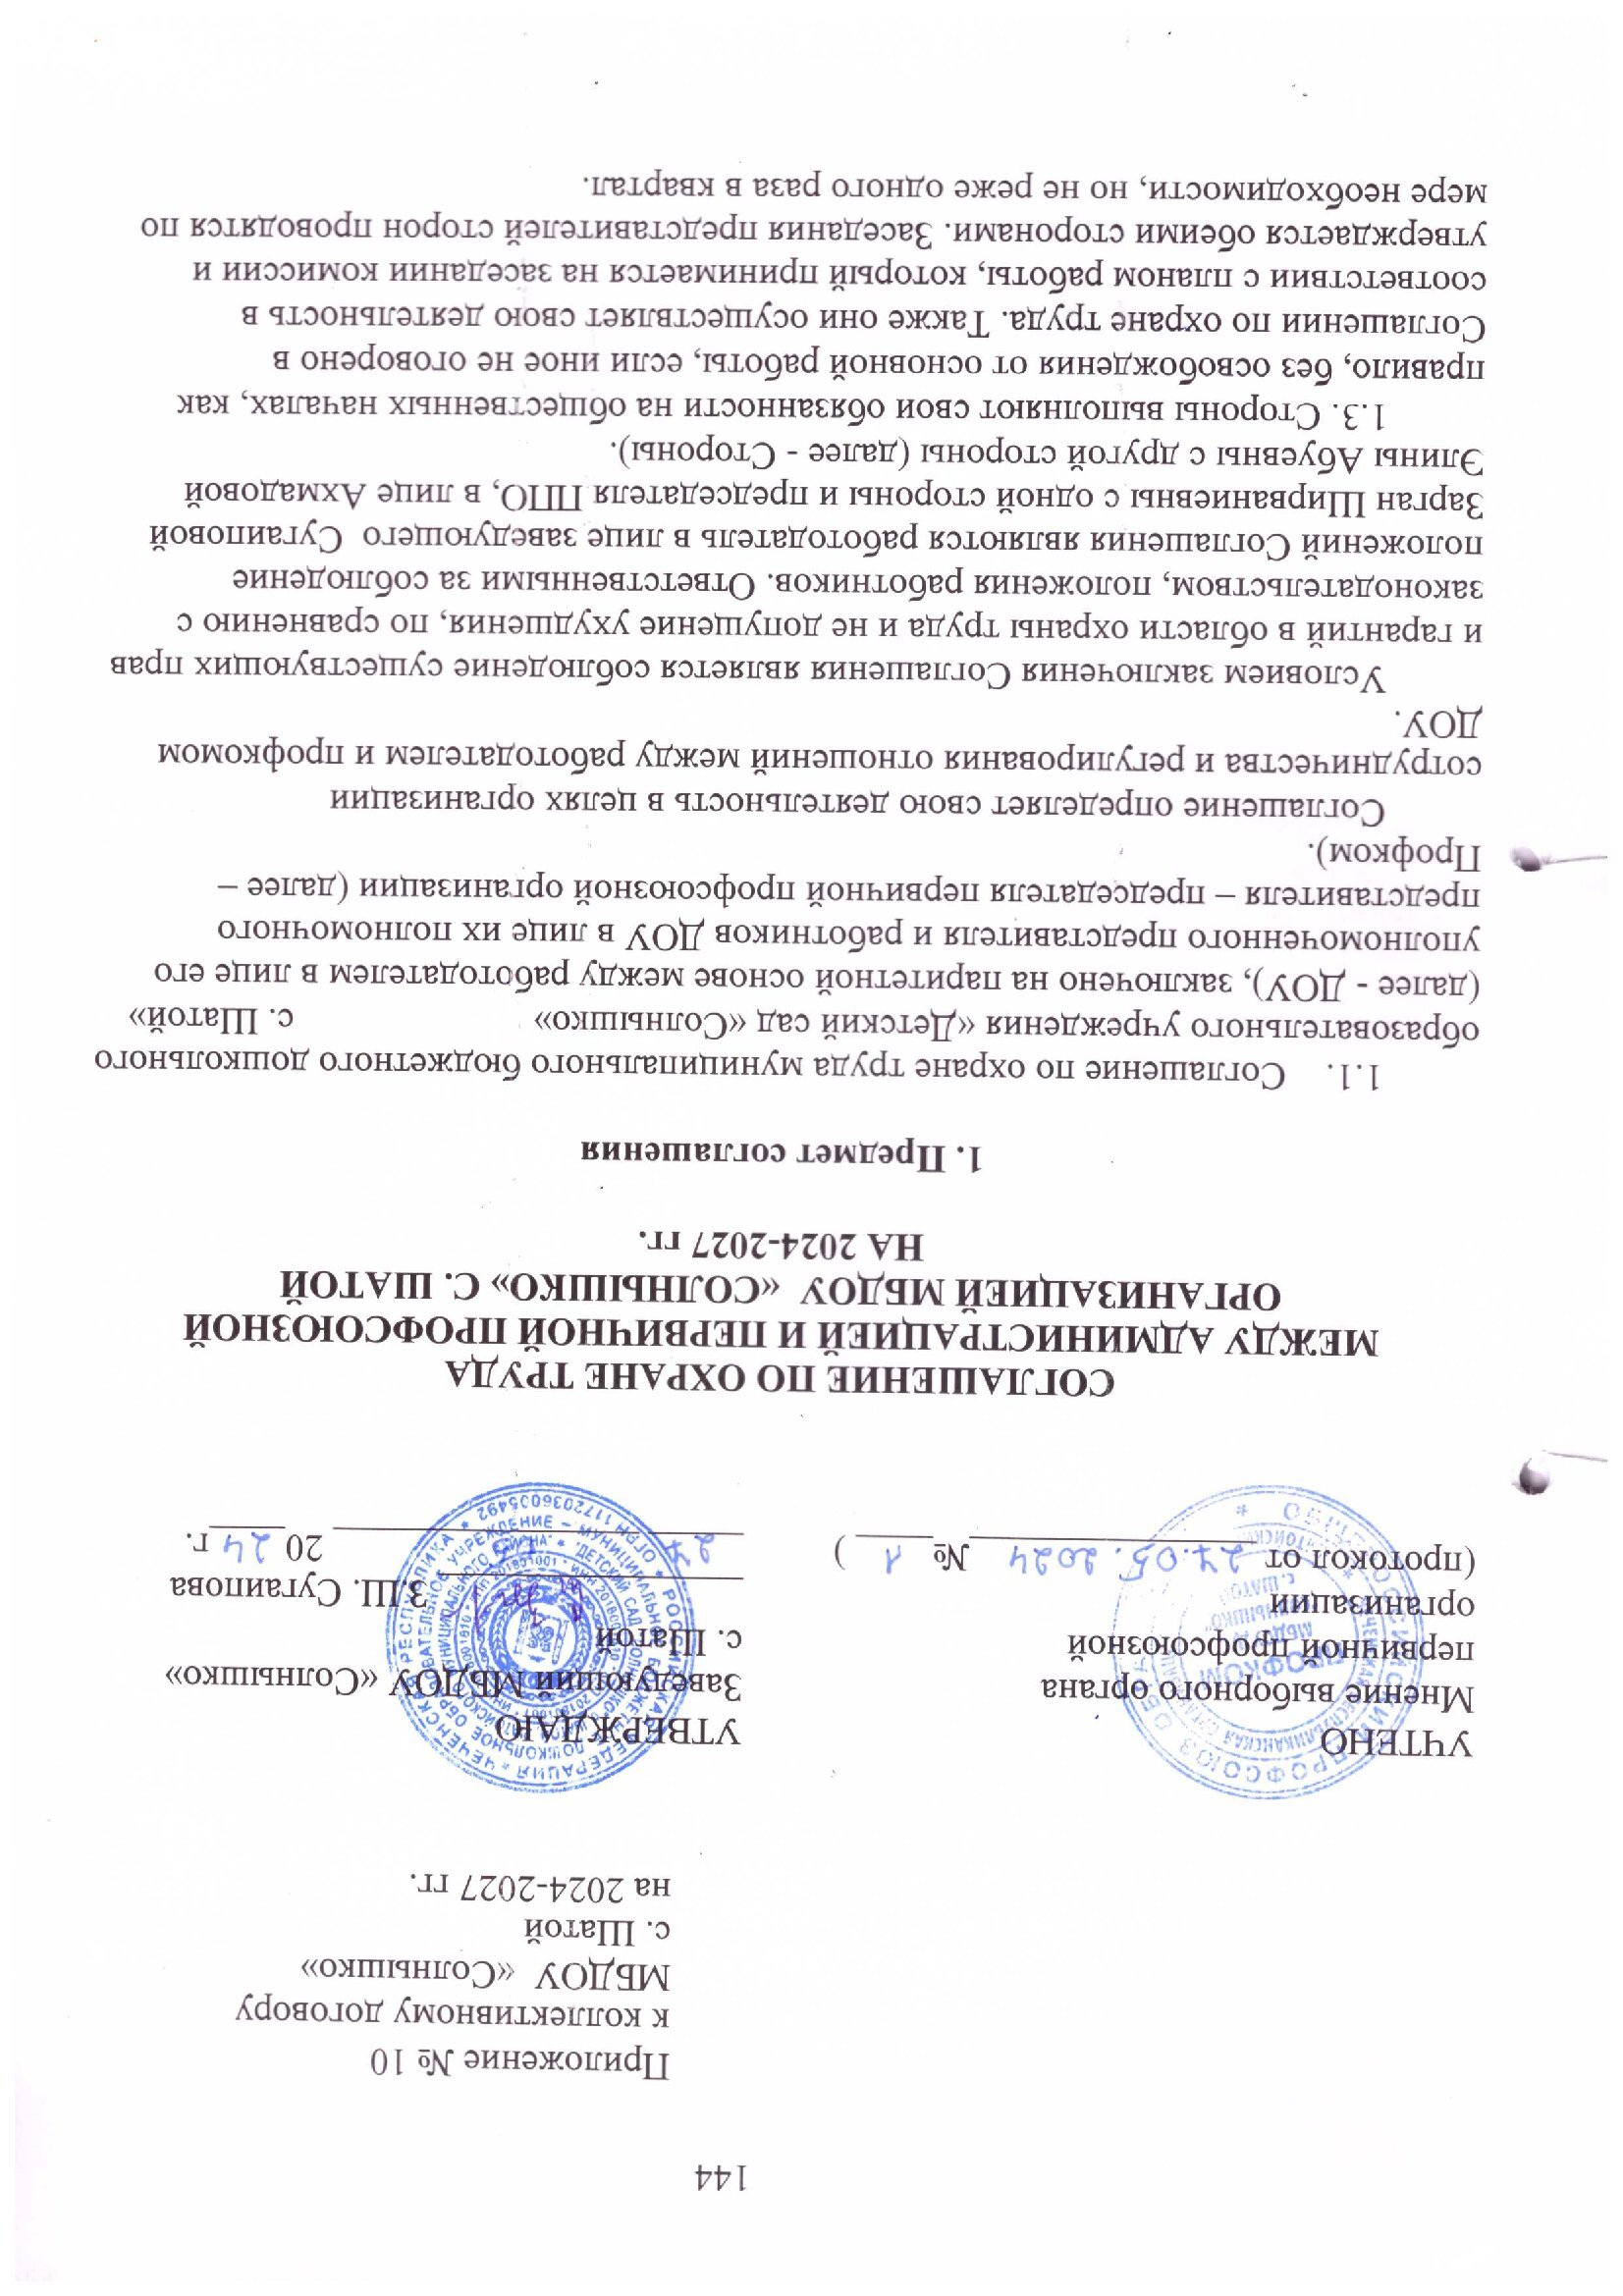 144
Приложение № 10
к коллективному договору
МБДОУ «Солнышко»
с. Шатой
на 2024-2027 гг.
УЧТЕНО
Мнение выборного органа
первичной профсоюзной
организации
(протокол от 27.05.2024 № 1 )
УТВЕРЖДАЮ
Заведующий МБДОУ «Солнышко»
с. Шатой
З.Ш. Сугаипова
27 20 24 г.
СОГЛАШЕНИЕ ПО ОХРАНЕ ТРУДА
МЕЖДУ АДМИНИСТРАЦИЕЙ И ПЕРВИЧНОЙ ПРОФСОЮЗНОЙ
ОРГАНИЗАЦИЕЙ МБДОУ «СОЛНЫШКО» С. ШАТОЙ
НА 2024-2027 гг.
1. Предмет соглашения
1.1. Соглашение по охране труда муниципального бюджетного дошкольного
образовательного учреждения «Детский сад «Солнышко» с. Шатой»
(далее - ДОУ), заключено на паритетной основе между работодателем в лице его
уполномоченного представителя и работников ДОУ в лице их полномочного
представителя – председателя первичной профсоюзной организации (далее –
Профком).
Соглашение определяет свою деятельность в целях организации
сотрудничества и регулирования отношений между работодателем и профкомом
ДОУ.
Условием заключения Соглашения является соблюдение существующих прав
и гарантий в области охраны труда и не допущение ухудшения, по сравнению с
законодательством, положения работников. Ответственными за соблюдение
положений Соглашения являются работодатель в лице заведующего Сугаиповой
Зарган Ширваниевны с одной стороны и председателя ППО, в лице Ахмадовой
Элины Абуевны с другой стороны (далее - Стороны).
1.3. Стороны выполняют свои обязанности на общественных началах, как
правило, без освобождения от основной работы, если иное не оговорено в
Соглашении по охране труда. Также они осуществляет свою деятельность в
соответствии с планом работы, который принимается на заседании комиссии и
утверждается обеими сторонами. Заседания представителей сторон проводятся по
мере необходимости, но не реже одного раза в квартал.